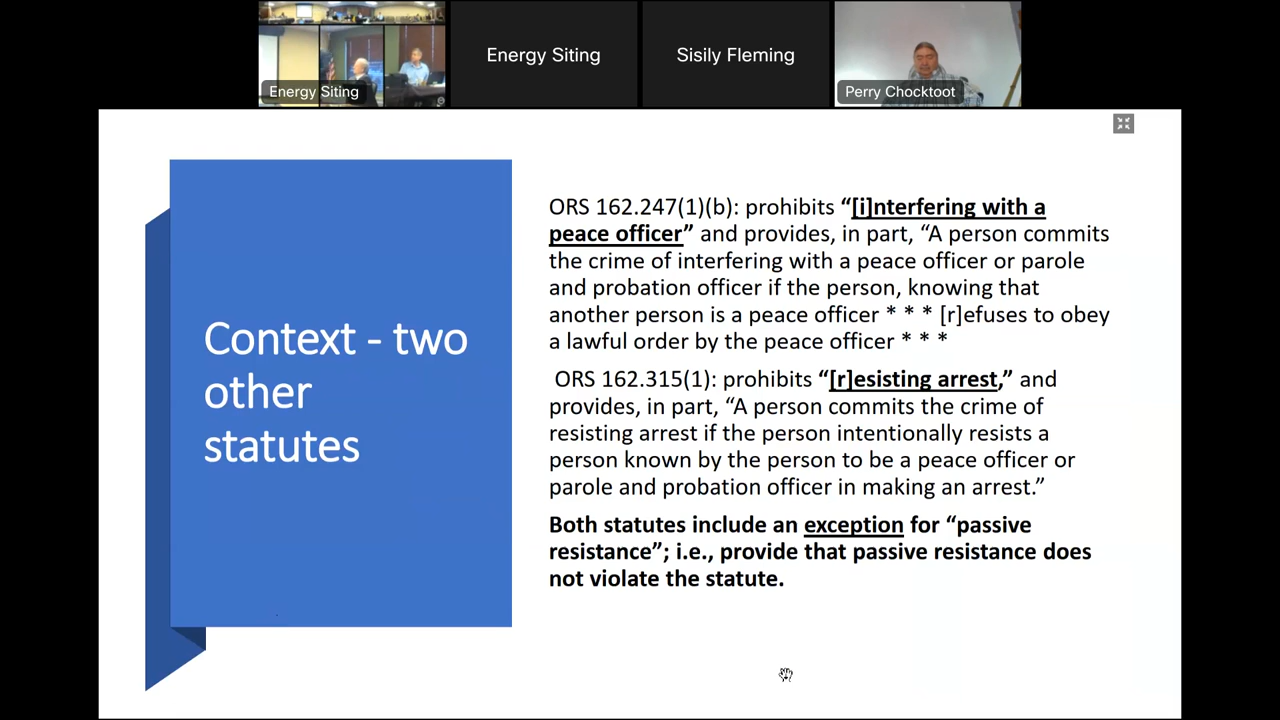 Energy Siting
Energy Siting
Sisily Fleming
Perry Chocktoot
Context - two
other
statutes
ORS 162.247(1)(b): prohibits “[i]nterfering with a
peace officer” and provides, in part, “A person commits
the crime of interfering with a peace officer or parole
and probation officer if the person, knowing that
another person is a peace officer * * * [r]efuses to obey
a lawful order by the peace officer * * *
ORS 162.315(1): prohibits “[r]esisting arrest,” and
provides, in part, “A person commits the crime of
resisting arrest if the person intentionally resists a
person known by the person to be a peace officer or
parole and probation officer in making an arrest.”
Both statutes include an exception for “passive
resistance”; i.e., provide that passive resistance does
not violate the statute.